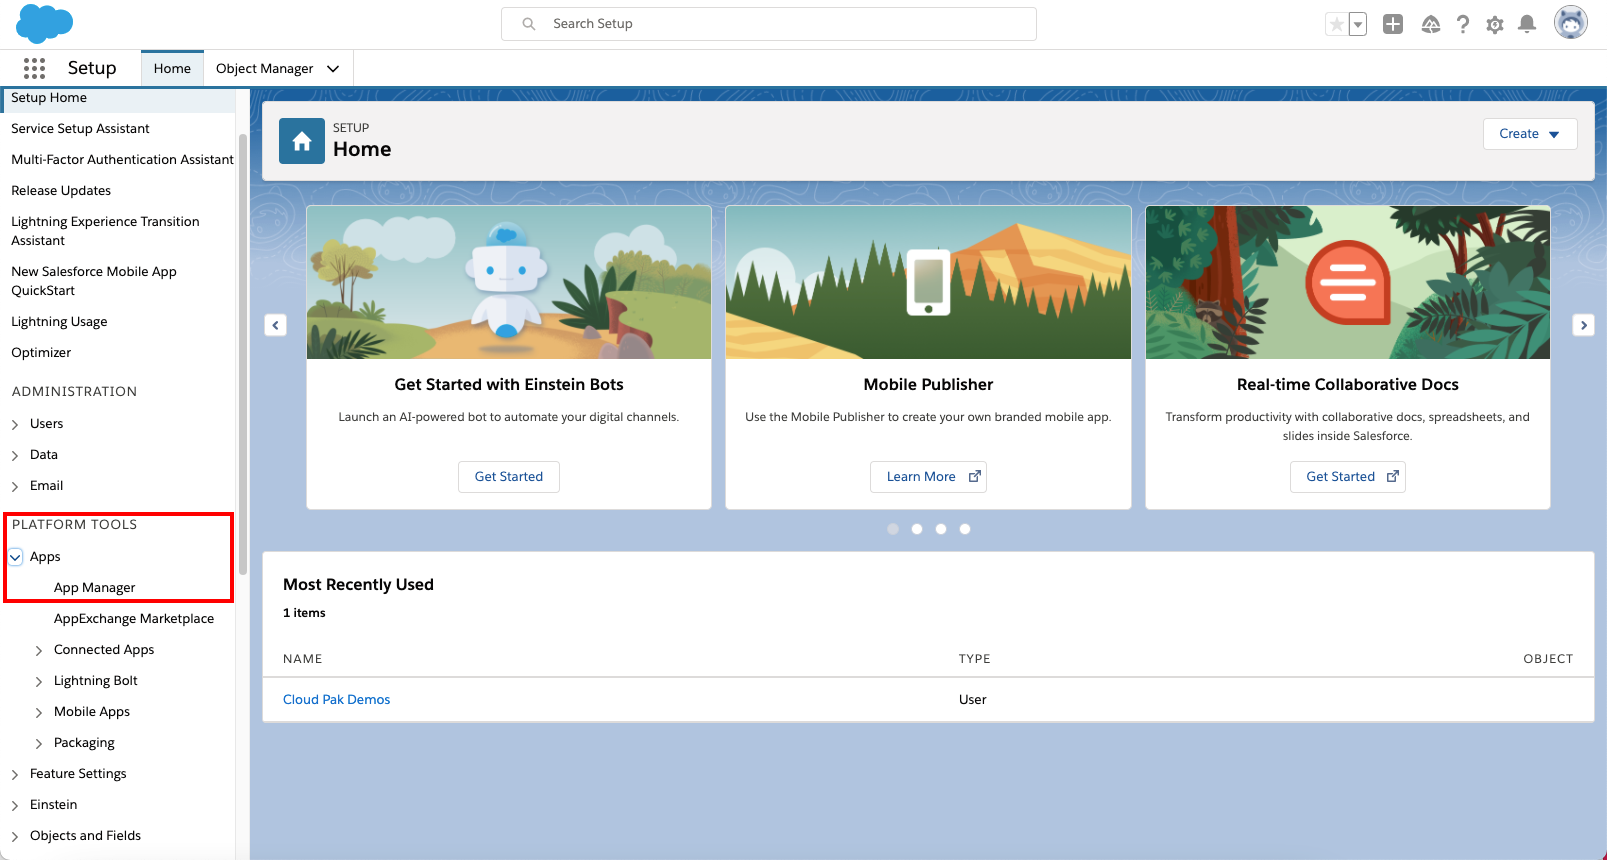 Search Setup
Setup
Home
Object Manager
Setup Home
Service Setup Assistant
Multi-Factor Authentication Assistant
Release Updates
Lightning Experience Transition
Assistant
New Salesforce Mobile App
QuickStart
Lightning Usage
Optimizer
ADMINISTRATION
Users
Data
Email
PLATFORM TOOLS
Apps
App Manager
AppExchange Marketplace
Connected Apps
Lightning Bolt
Mobile Apps
Packaging
Feature Settings
Einstein
Objects and Fields
SETUP
Home
Create
Get Started with Einstein Bots
Launch an AI-powered bot to automate your digital channels.
Get Started
Mobile Publisher
Use the Mobile Publisher to create your own branded mobile app.
Learn More
Real-time Collaborative Docs
Transform productivity with collaborative docs, spreadsheets, and
slides inside Salesforce.
Get Started
Most Recently Used
1 items
NAME TYPE OBJECT
Cloud Pak Demos User